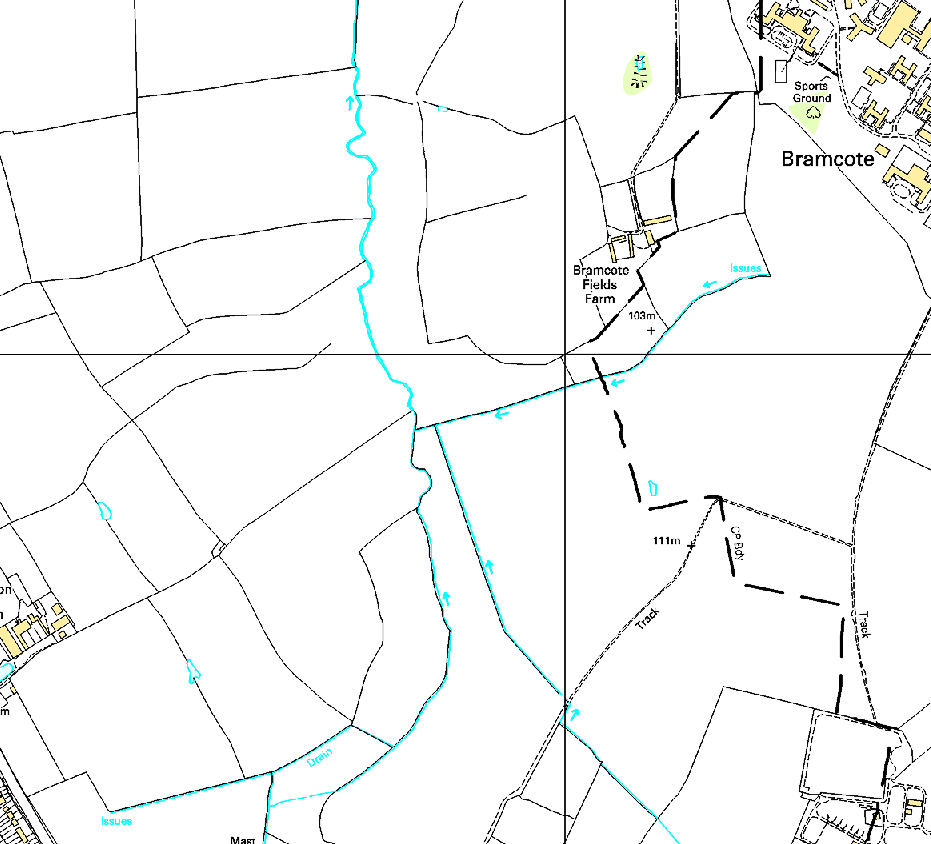 Sports
Ground
Bramcote
Issues
Bramcote
Fields
Farm
103m
CP Bdy
111m
Track
Track
Drain
Issues
Mast